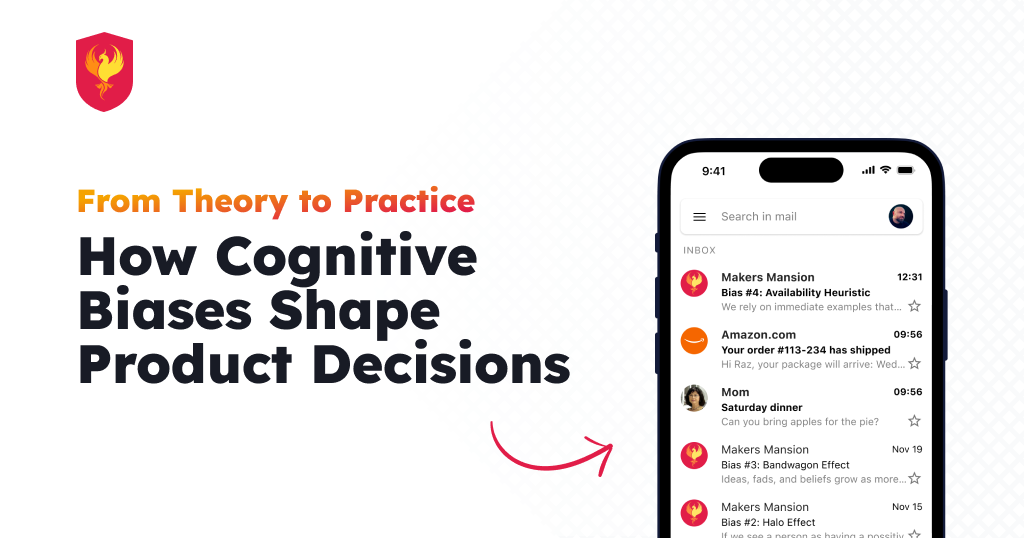 From Theory to Practice
How Cognitive
Biases Shape
Product Decisions
9:41
Search in mail
INBOX
Makers Mansion 12:31
Bias #4: Availability Heuristic
We rely on immediate examples that...
Amazon.com 09:56
Your order #113-234 has shipped
Hi Raz, your package will arrive: Wed...
Mom 09:56
Saturday dinner
Can you bring apples for the pie?
Makers Mansion Nov 19
Bias #3: Bandwagon Effect
Ideas, fads, and beliefs grow as more...
Makers Mansion Nov 15
Bias #2: Halo Effect
If we see a person as having a possitiv